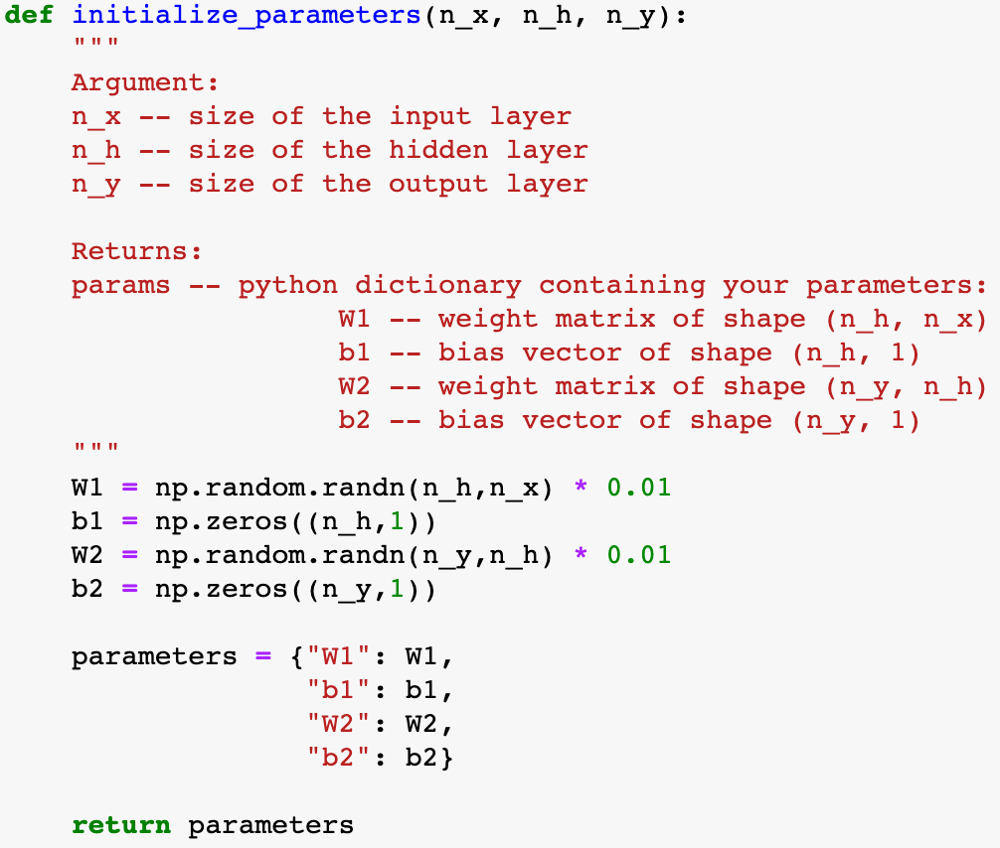 def initialize_parameters(n_x, n_h, n_y):
    """
    Argument:
    n_x -- size of the input layer
    n_h -- size of the hidden layer
    n_y -- size of the output layer

    Returns:
    params -- python dictionary containing your parameters:
                    W1 -- weight matrix of shape (n_h, n_x)
                    b1 -- bias vector of shape (n_h, 1)
                    W2 -- weight matrix of shape (n_y, n_h)
                    b2 -- bias vector of shape (n_y, 1)
    """
    W1 = np.random.randn(n_h,n_x) * 0.01
    b1 = np.zeros((n_h,1))
    W2 = np.random.randn(n_y,n_h) * 0.01
    b2 = np.zeros((n_y,1))

    parameters = {"W1": W1,
                  "b1": b1,
                  "W2": W2,
                  "b2": b2}

    return parameters